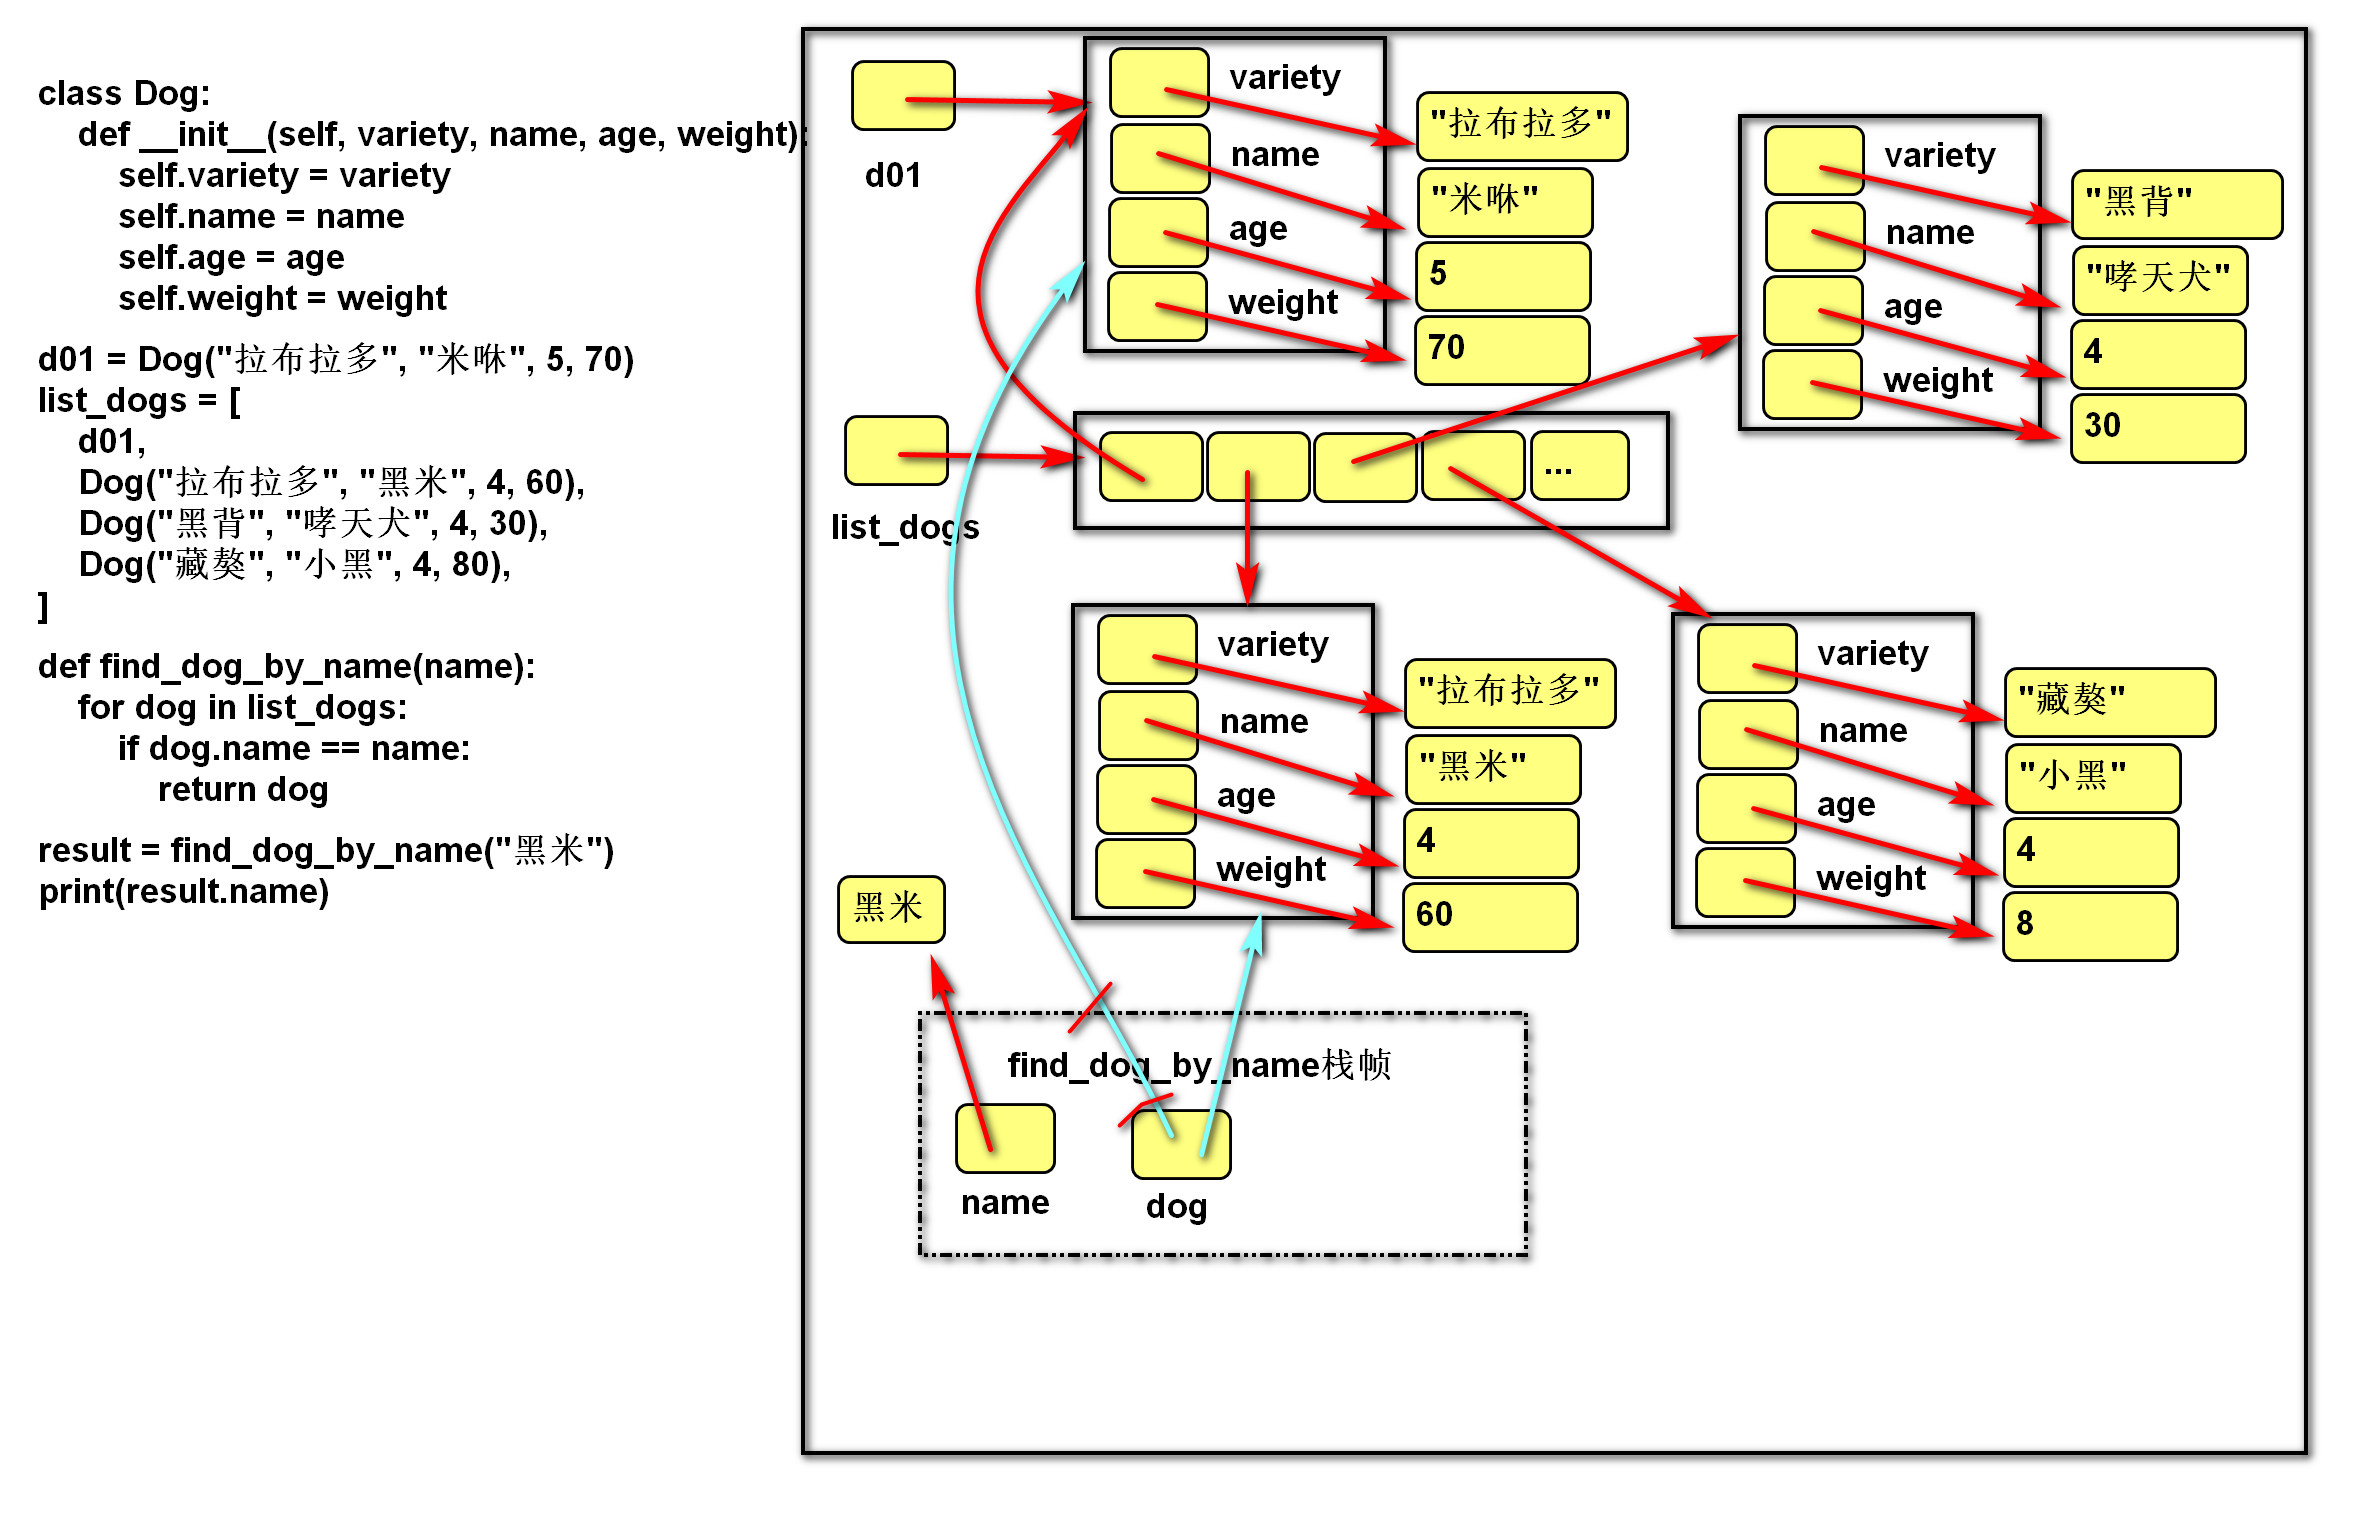 class Dog:
    def __init__(self, variety, name, age, weight):
        self.variety = variety
        self.name = name
        self.age = age
        self.weight = weight
d01 = Dog("拉布拉多", "米咻", 5, 70)
list_dogs = [
    d01,
    Dog("拉布拉多", "黑米", 4, 60),
    Dog("黑背", "哮天犬", 4, 30),
    Dog("藏獒", "小黑", 4, 80),
]
def find_dog_by_name(name):
    for dog in list_dogs:
        if dog.name == name:
            return dog
result = find_dog_by_name("黑米")
print(result.name)
d01
variety
name
age
weight
"拉布拉多"
"米咻"
5
70
variety
name
age
weight
"黑背"
"哮天犬"
4
30
list_dogs
...
variety
name
age
weight
"拉布拉多"
"黑米"
4
60
variety
name
age
weight
"藏獒"
"小黑"
4
8
黑米
find_dog_by_name栈帧
name
dog